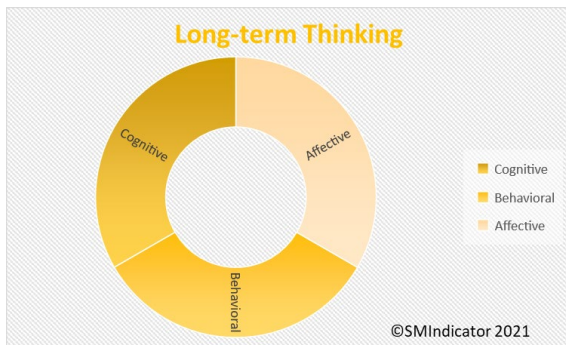 Long-term Thinking
Cognitive
Affective
Behavioral
Cognitive
Behavioral
Affective
©SMIndicator 2021